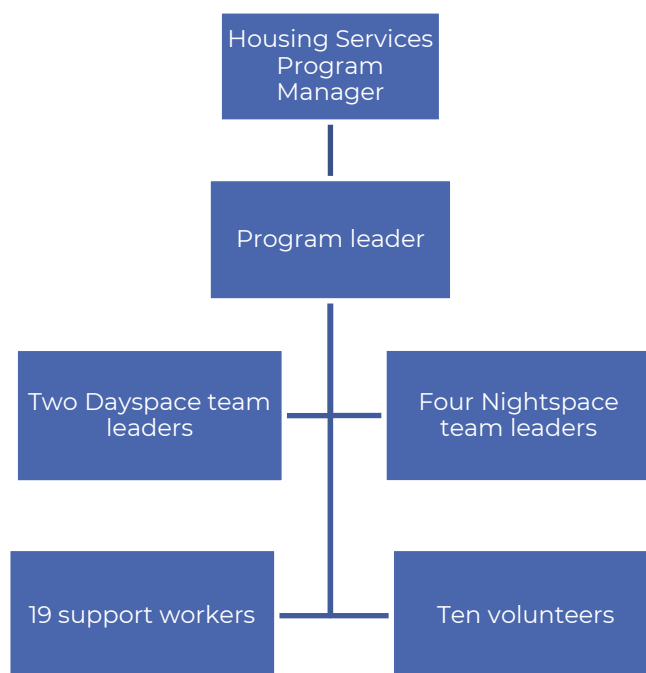 Housing Services
Program
Manager
Program leader
Two Dayspace team
leaders
Four Nightspace
team leaders
19 support workers
Ten volunteers